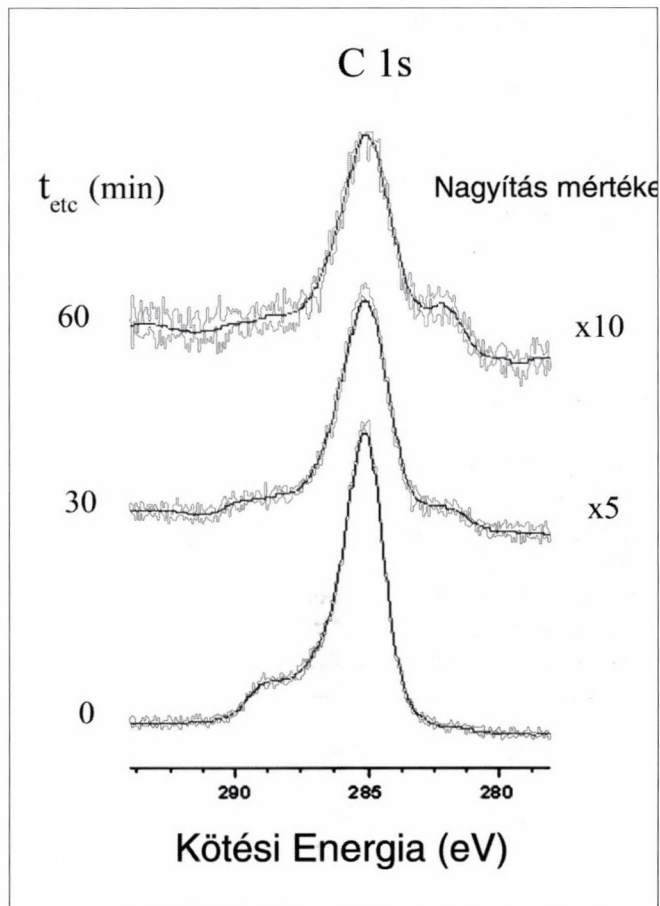 C 1s
t_etc (min)
Nagyítás mértéke
60
x10
30
x5
0
290 285 280
Kötési Energia (eV)